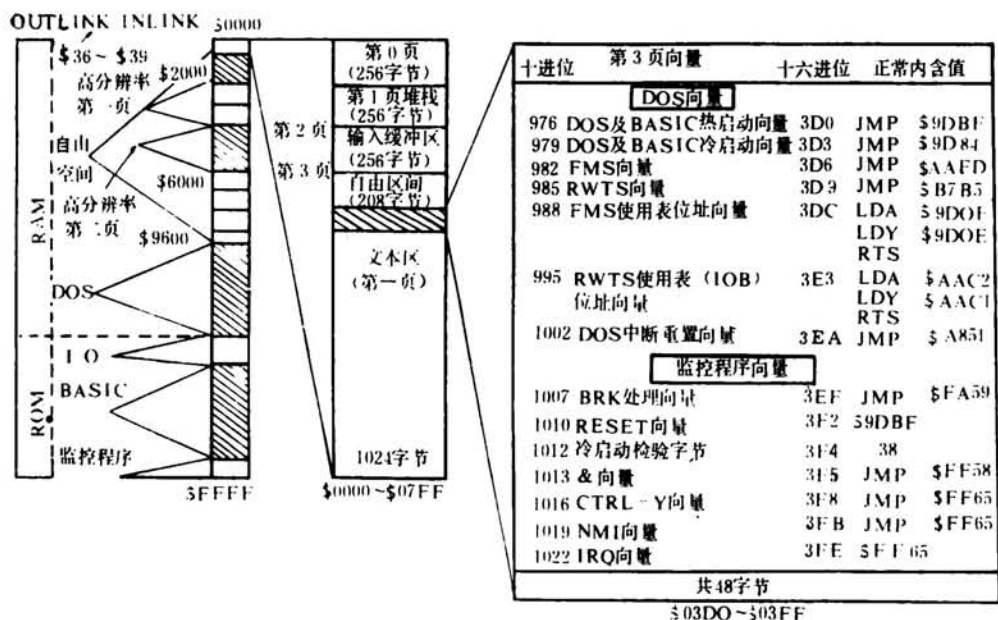 OUTLINK INLINK $0000
$36～$39
$2000
高分辨率
第一页
自由
空间
$6000
高分辨率
第二页
$9600
RAM
DOS
I O
BASIC
ROM
监控程序
$FFFF
第0页
(256字节)
第1页堆栈
(256字节)
第2页
输入缓冲区
(256字节)
第3页
自由区间
(208字节)
文本区
(第一页)
1024字节
$0000～$07FF
十进位 第3页向量 十六进位 正常内含值
DOS向量
976 DOS及BASIC热启动向量 3D0 JMP $9DBF
979 DOS及BASIC冷启动向量 3D3 JMP $9D84
982 FMS向量 3D6 JMP $AAFD
985 RWTS向量 3D9 JMP $B7B5
988 FMS使用表位址向量 3DC LDA $9D0F
LDY $9D0E
RTS
995 RWTS使用表（IOB） 3E3 LDA $AAC2
位址向量 LDY $AAC1
RTS
1002 DOS中断重置向量 3EA JMP $A851
监控程序向量
1007 BRK处理向量 3EF JMP $FA59
1010 RESET向量 3F2 $9DBF
1012 冷启动检验字节 3F4 38
1013 &向量 3F5 JMP $FF58
1016 CTRL-Y向量 3F8 JMP $FF65
1019 NMI向量 3FB JMP $FF65
1022 IRQ向量 3FE $FF65
共48字节
$03D0～$03FF